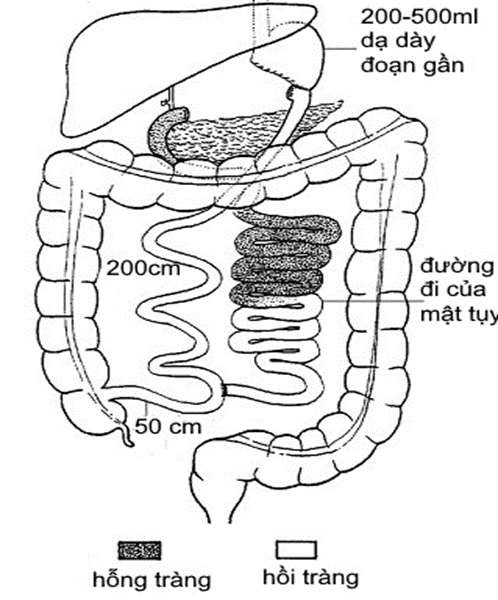 200-500ml
dạ dày
đoạn gần
200cm
đường
đi của
mật tụy
50 cm
hỗng tràng
hồi tràng